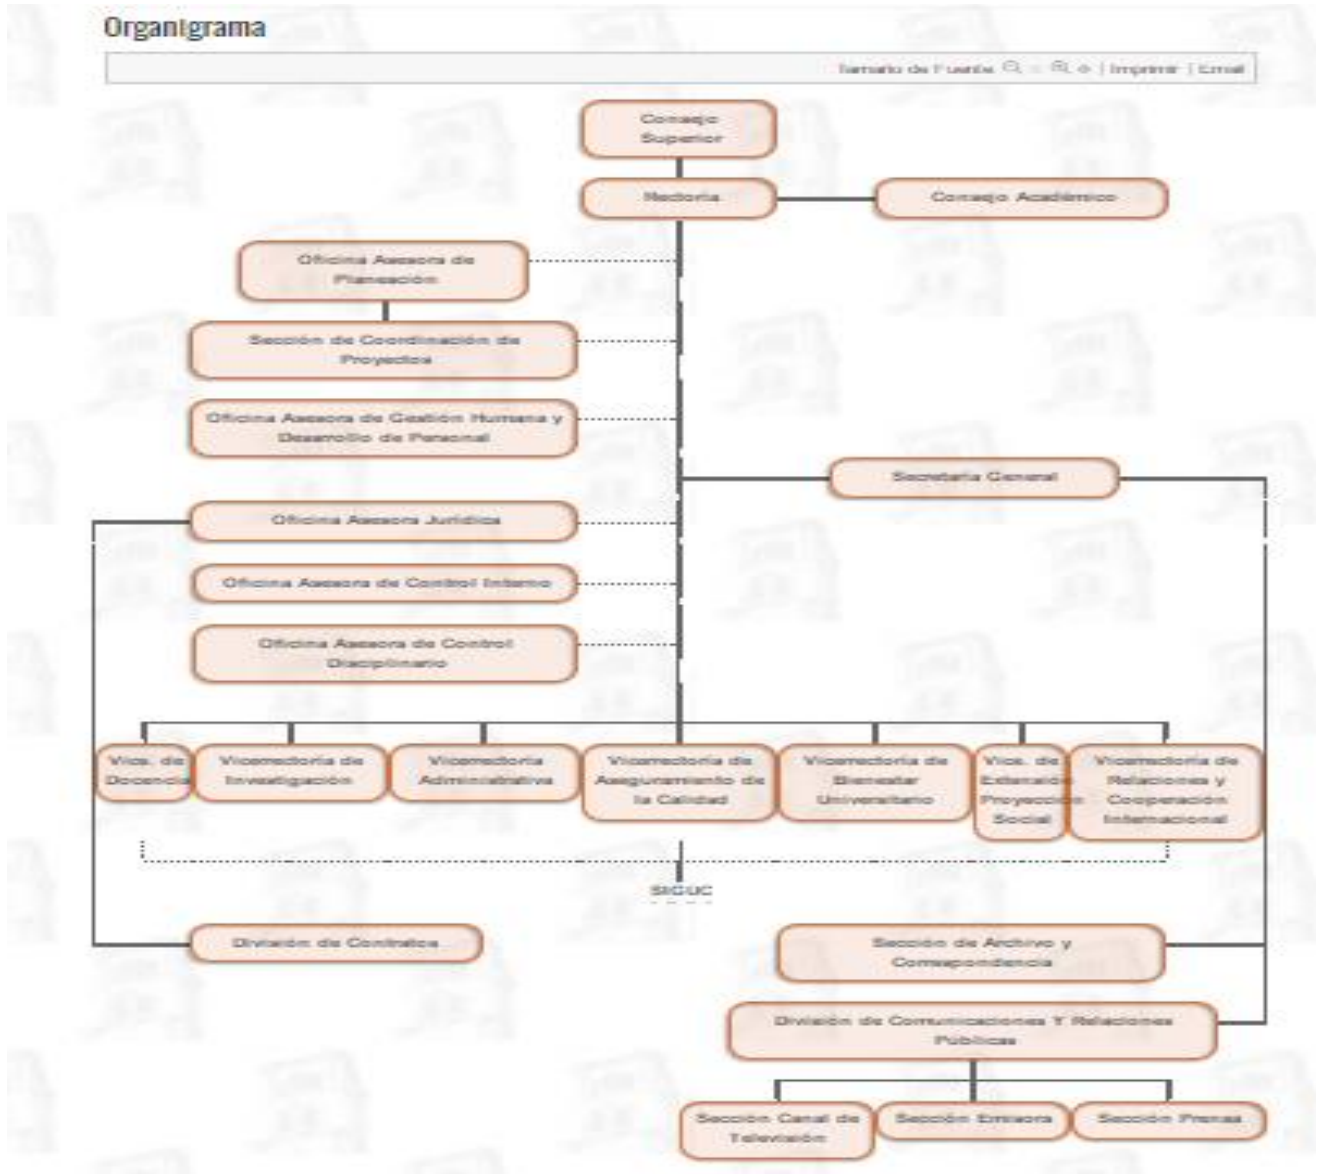 Organigrama
Tamaño de Fuente | Imprimir | Email
Consejo
Superior
Rectoría
Consejo Académico
Oficina Asesora de
Planeación
Sección de Coordinación de
Proyectos
Oficina Asesora de Gestión Humana y
Desarrollo de Personal
Secretaría General
Oficina Asesora Jurídica
Oficina Asesora de Control Interno
Oficina Asesora de Control
Disciplinario
Vice. de
Docencia
Vicerrectoría de
Investigación
Vicerrectoría
Administrativa
Vicerrectoría de
Aseguramiento de
la Calidad
Vicerrectoría de
Bienestar
Universitario
Vice. de
Extensión
Proyección
Social
Vicerrectoría de
Relaciones y
Cooperación
Internacional
SIGUC
División de Contratos
Sección de Archivo y
Correspondencia
División de Comunicaciones Y Relaciones
Públicas
Sección Canal de
Televisión
Sección Emisora
Sección Prensa